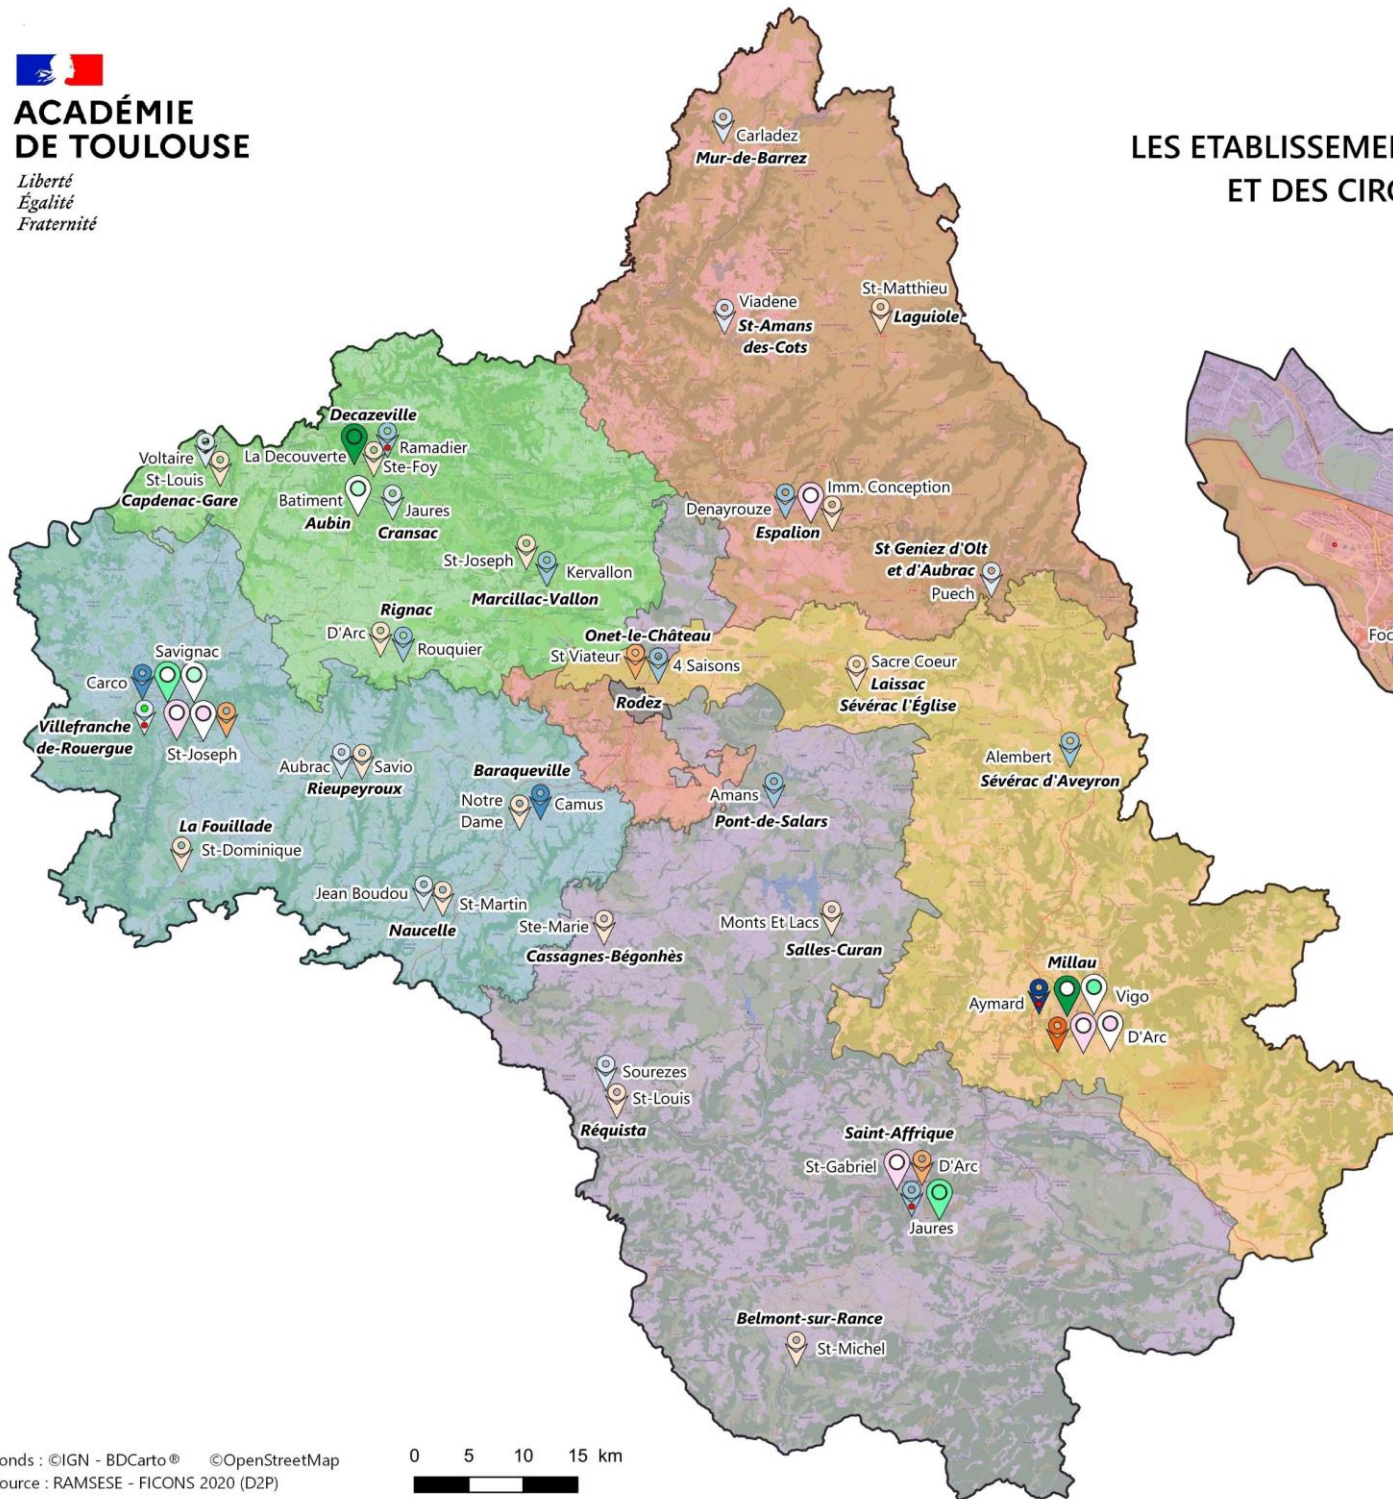 ACADÉMIE
DE TOULOUSE
Liberté
Égalité
Fraternité
LES ETABLISSEME
ET DES CIR
Carladez
Mur-de-Barrez
Viadene
St-Amans
des-Cots
St-Matthieu
Laguiole
Decazeville
La Decouverte
Ramadier
Ste-Foy
Voltaire
St-Louis
Capdenac-Gare
Batiment
Aubin
Jaures
Cransac
Denayrouze
Imm. Conception
Espalion
St Geniez d'Olt
et d'Aubrac
Puech
St-Joseph
Kervallon
Marcillac-Vallon
Rignac
D'Arc
Rouquier
Onet-le-Château
St Viateur
4 Saisons
Rodez
Sacre Coeur
Laissac
Sévérac l'Église
Foc
Savignac
Carco
Villefranche
de-Rouergue
St-Joseph
Aubrac
Savio
Rieupeyroux
Baraqueville
Notre
Dame
Camus
Amans
Pont-de-Salars
Alembert
Sévérac d'Aveyron
La Fouillade
St-Dominique
Jean Boudou
St-Martin
Naucelle
Ste-Marie
Cassagnes-Bégonhès
Monts Et Lacs
Salles-Curan
Millau
Aymard
Vigo
D'Arc
Sourezes
St-Louis
Réquista
Saint-Affrique
St-Gabriel
D'Arc
Jaures
Belmont-sur-Rance
St-Michel
onds : ©IGN - BDCarto® ©OpenStreetMap
ource : RAMSESE - FICONS 2020 (D2P)
0 5 10 15 km